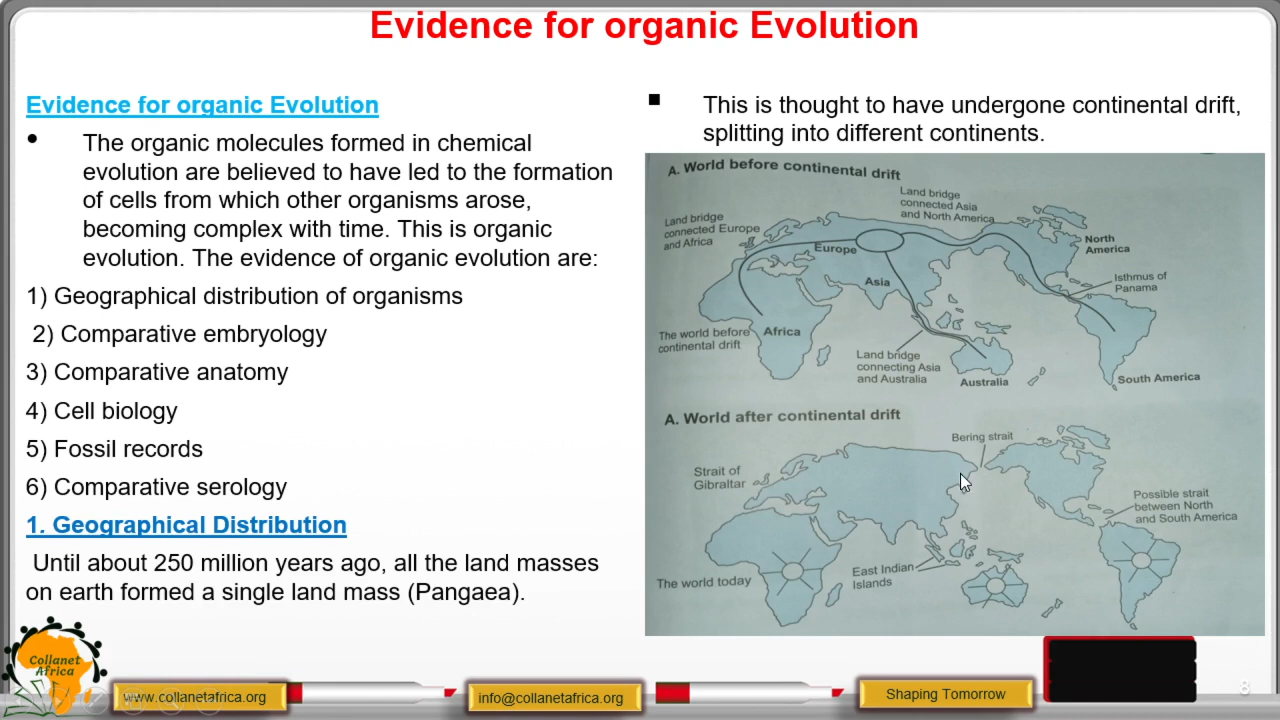 Evidence for organic Evolution
Evidence for organic Evolution
• The organic molecules formed in chemical
evolution are believed to have led to the formation
of cells from which other organisms arose,
becoming complex with time. This is organic
evolution. The evidence of organic evolution are:
1) Geographical distribution of organisms
2) Comparative embryology
3) Comparative anatomy
4) Cell biology
5) Fossil records
6) Comparative serology
1. Geographical Distribution
Until about 250 million years ago, all the land masses
on earth formed a single land mass (Pangaea).
▪ This is thought to have undergone continental drift,
splitting into different continents.
A. World before continental drift
Land bridge
connected Asia
and North America
Land bridge
connected Europe
and Africa
Europe
North
America
Asia
Isthmus of
Panama
The world before
continental drift
Africa
Land bridge
connecting Asia
and Australia
Australia
South America
A. World after continental drift
Bering strait
Strait of
Gibraltar
Possible strait
between North
and South America
East Indian
Islands
The world today
Collanet
Africa
www.collanetafrica.org
info@collanetafrica.org
Shaping Tomorrow
8